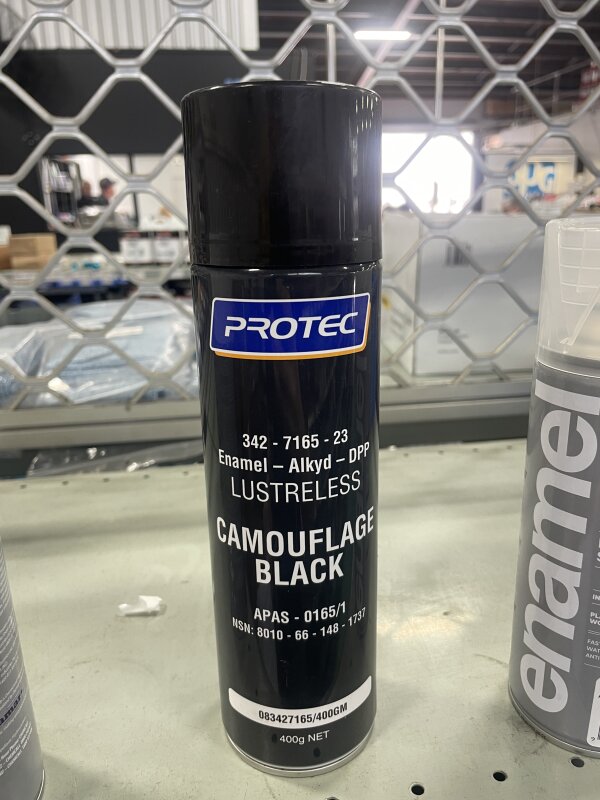 PROTEC
342 - 7165 - 23
Enamel – Alkyd – DPP
LUSTRELESS
CAMOUFLAGE
BLACK
APAS - 0165/1
NSN: 8010 - 66 - 148 - 1737
083427165/400GM
400g NET
enamel